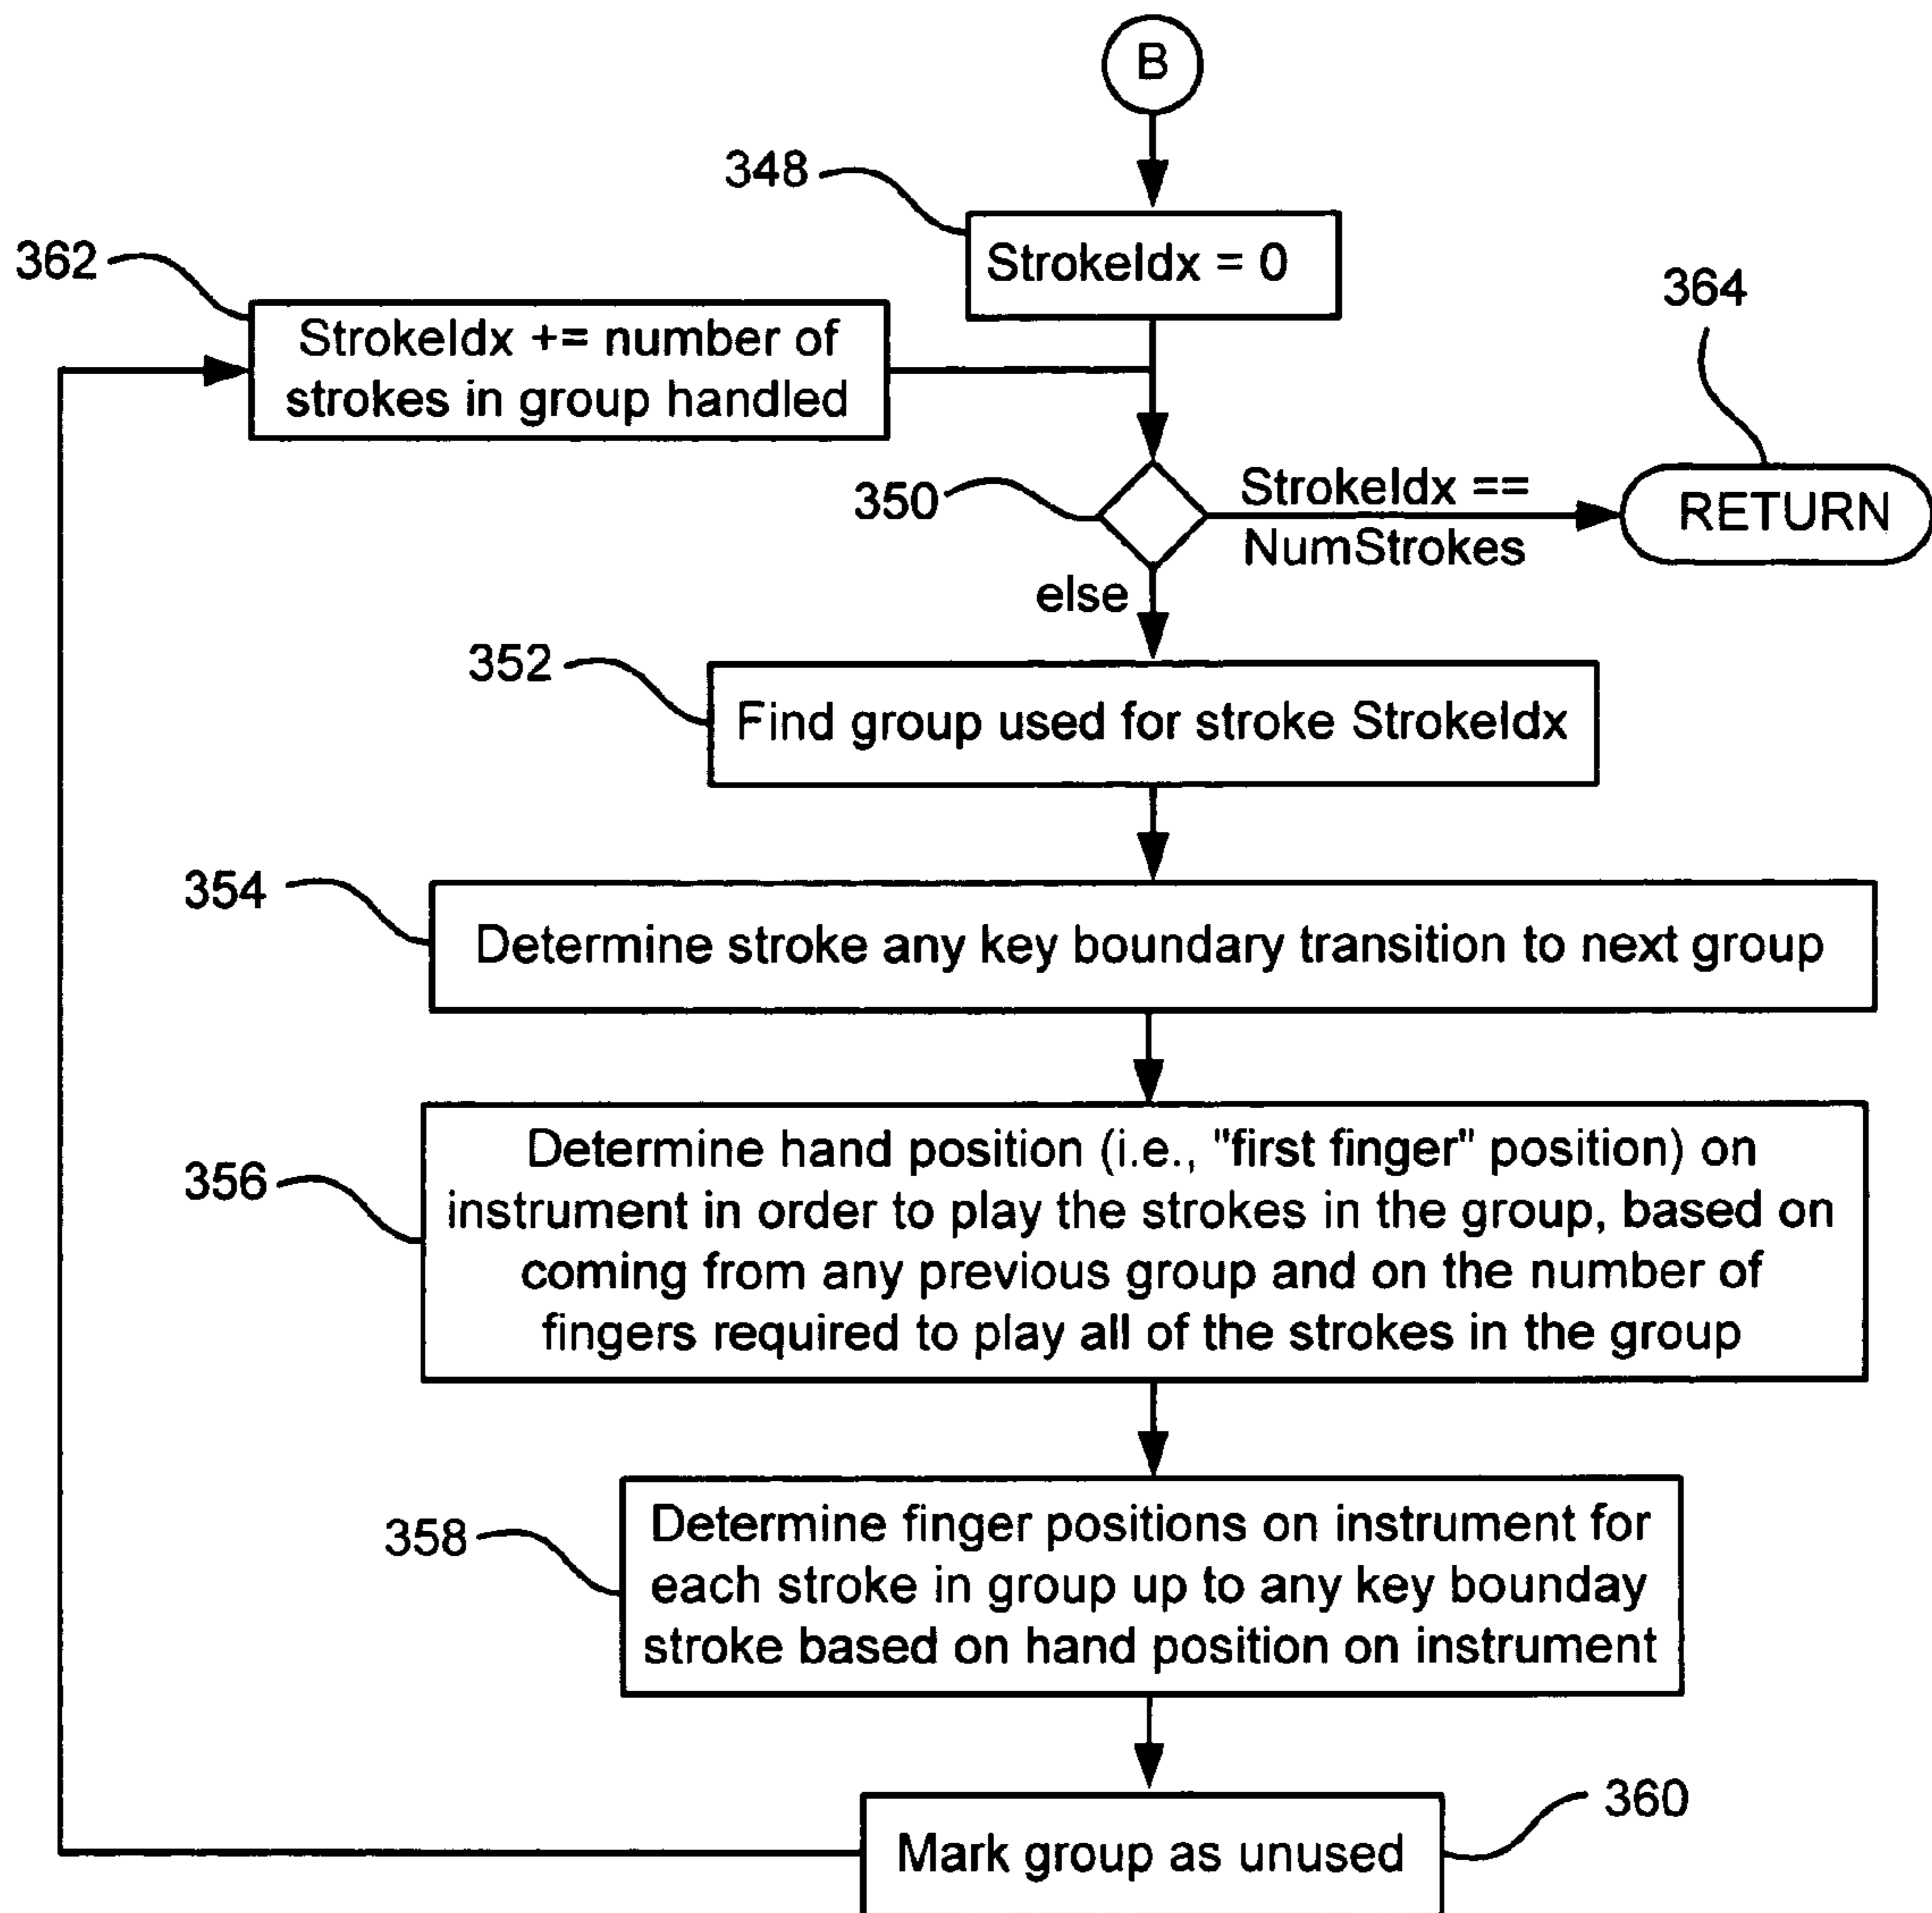 B
348
StrokeIdx = 0
362
StrokeIdx += number of
strokes in group handled
364
350
StrokeIdx ==
NumStrokes
RETURN
else
352
Find group used for stroke StrokeIdx
354
Determine stroke any key boundary transition to next group
356
Determine hand position (i.e., "first finger" position) on
instrument in order to play the strokes in the group, based on
coming from any previous group and on the number of
fingers required to play all of the strokes in the group
358
Determine finger positions on instrument for
each stroke in group up to any key bounday
stroke based on hand position on instrument
360
Mark group as unused